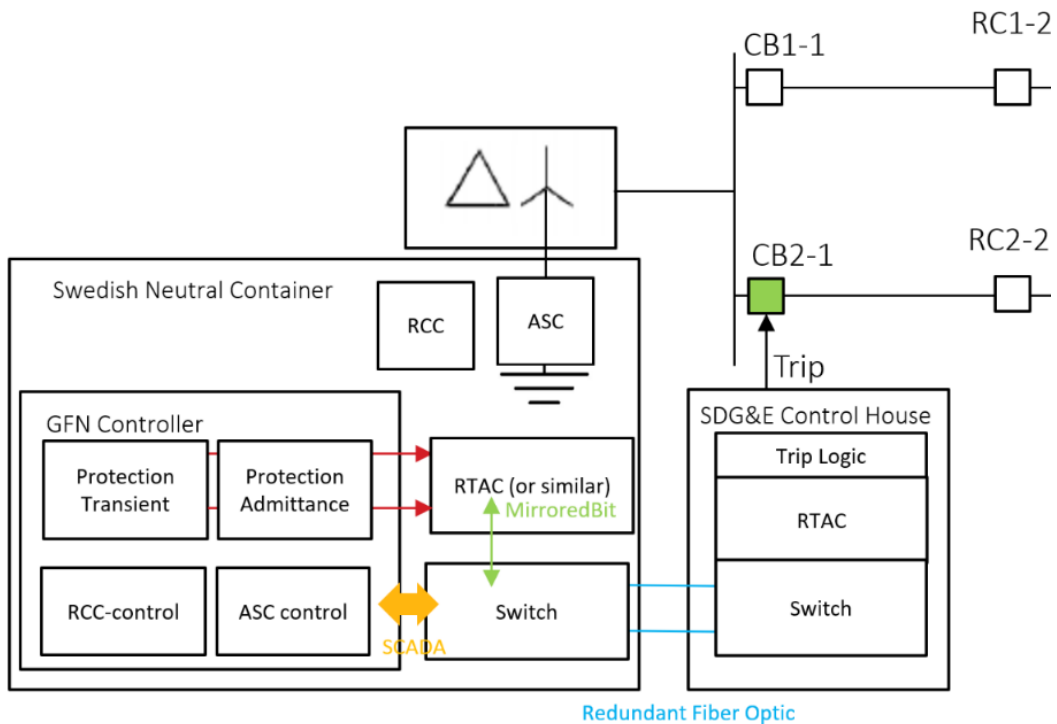 RC1-2
CB1-1
CB2-1
RC2-2
Swedish Neutral Container
RCC
ASC
Trip
GFN Controller
SDG&E Control House
Protection
Transient
Protection
Admittance
RTAC (or similar)
MirroredBit
Trip Logic
RTAC
RCC-control
ASC control
SCADA
Switch
Switch
Redundant Fiber Optic